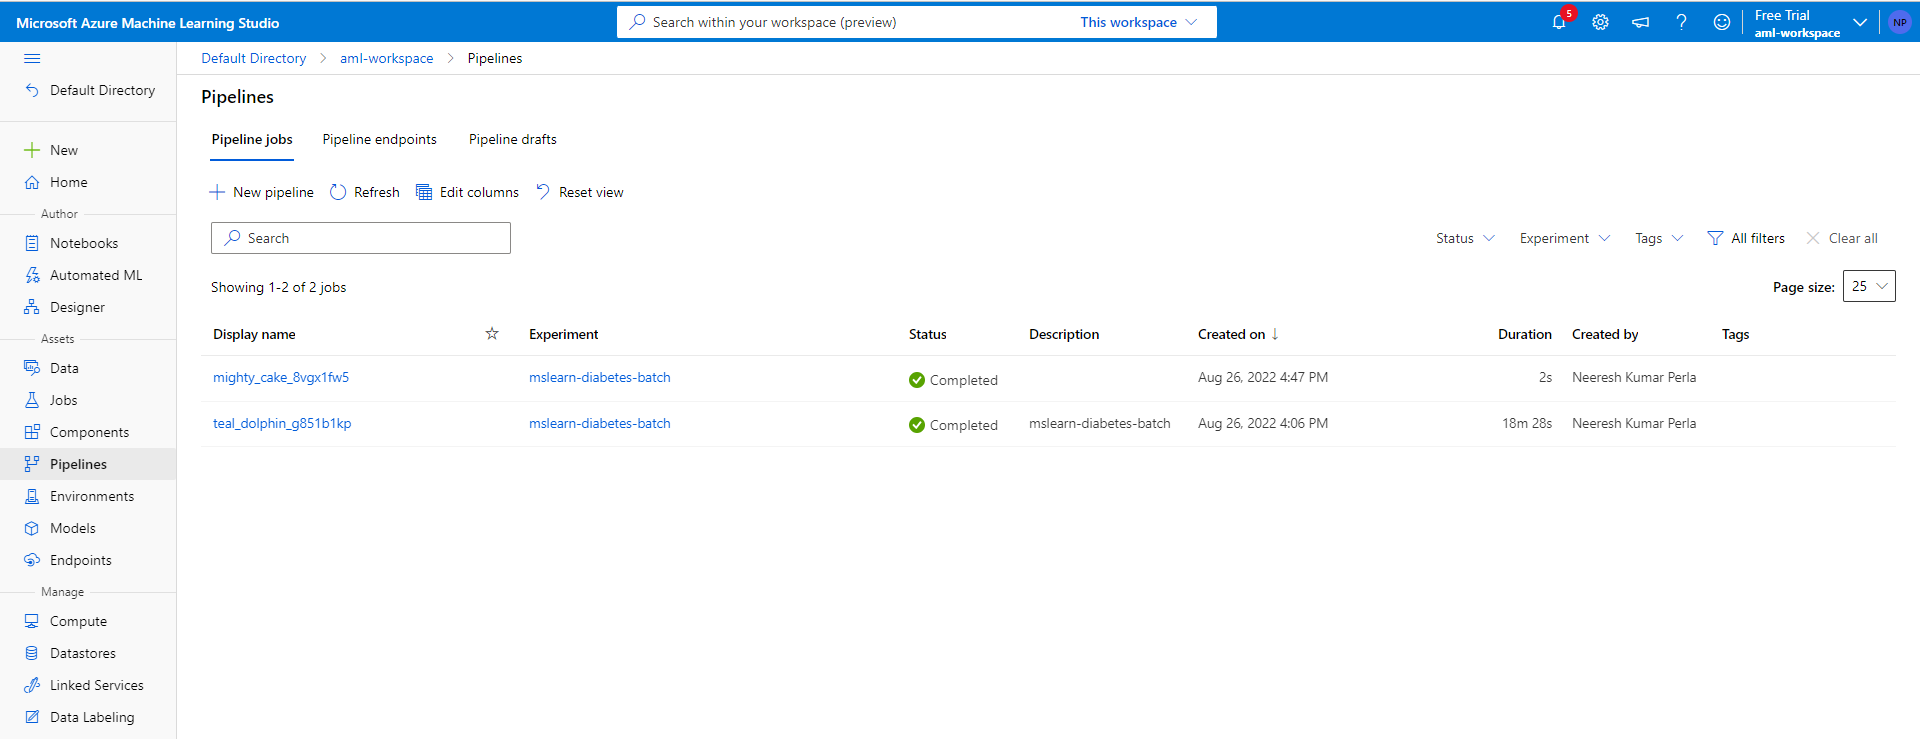 Microsoft Azure Machine Learning Studio
Search within your workspace (preview)
This workspace
5
Free Trial
aml-workspace
NP
Default Directory
Default Directory
aml-workspace
Pipelines
New
Home
Author
Notebooks
Automated ML
Designer
Assets
Data
Jobs
Components
Pipelines
Environments
Models
Endpoints
Manage
Compute
Datastores
Linked Services
Data Labeling
Pipelines
Pipeline jobs Pipeline endpoints Pipeline drafts
New pipeline Refresh Edit columns Reset view
Search
Status Experiment Tags All filters Clear all
Showing 1-2 of 2 jobs
Page size: 25
Display name Experiment Status Description Created on Duration Created by Tags
mighty_cake_8vgx1fw5 mslearn-diabetes-batch Completed Aug 26, 2022 4:47 PM 2s Neeresh Kumar Perla
teal_dolphin_g851b1kp mslearn-diabetes-batch Completed mslearn-diabetes-batch Aug 26, 2022 4:06 PM 18m 28s Neeresh Kumar Perla